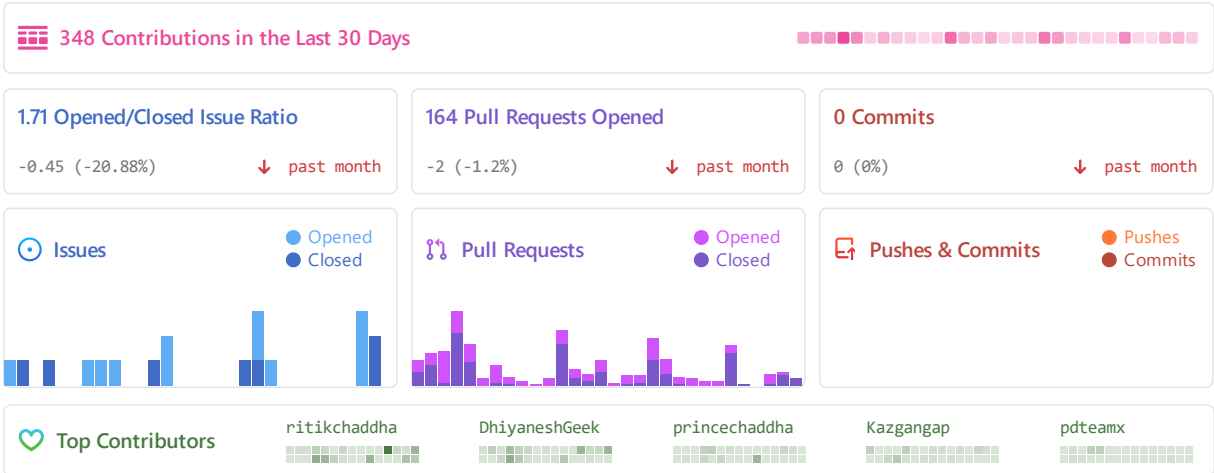 348 Contributions in the Last 30 Days
1.71 Opened/Closed Issue Ratio
-0.45 (-20.88%) ↓ past month
164 Pull Requests Opened
-2 (-1.2%) ↓ past month
0 Commits
0 (0%) ↓ past month
Issues
Opened
Closed
Pull Requests
Opened
Closed
Pushes & Commits
Pushes
Commits
Top Contributors
ritikchaddha
DhiyaneshGeek
princechaddha
Kazgangap
pdteamx